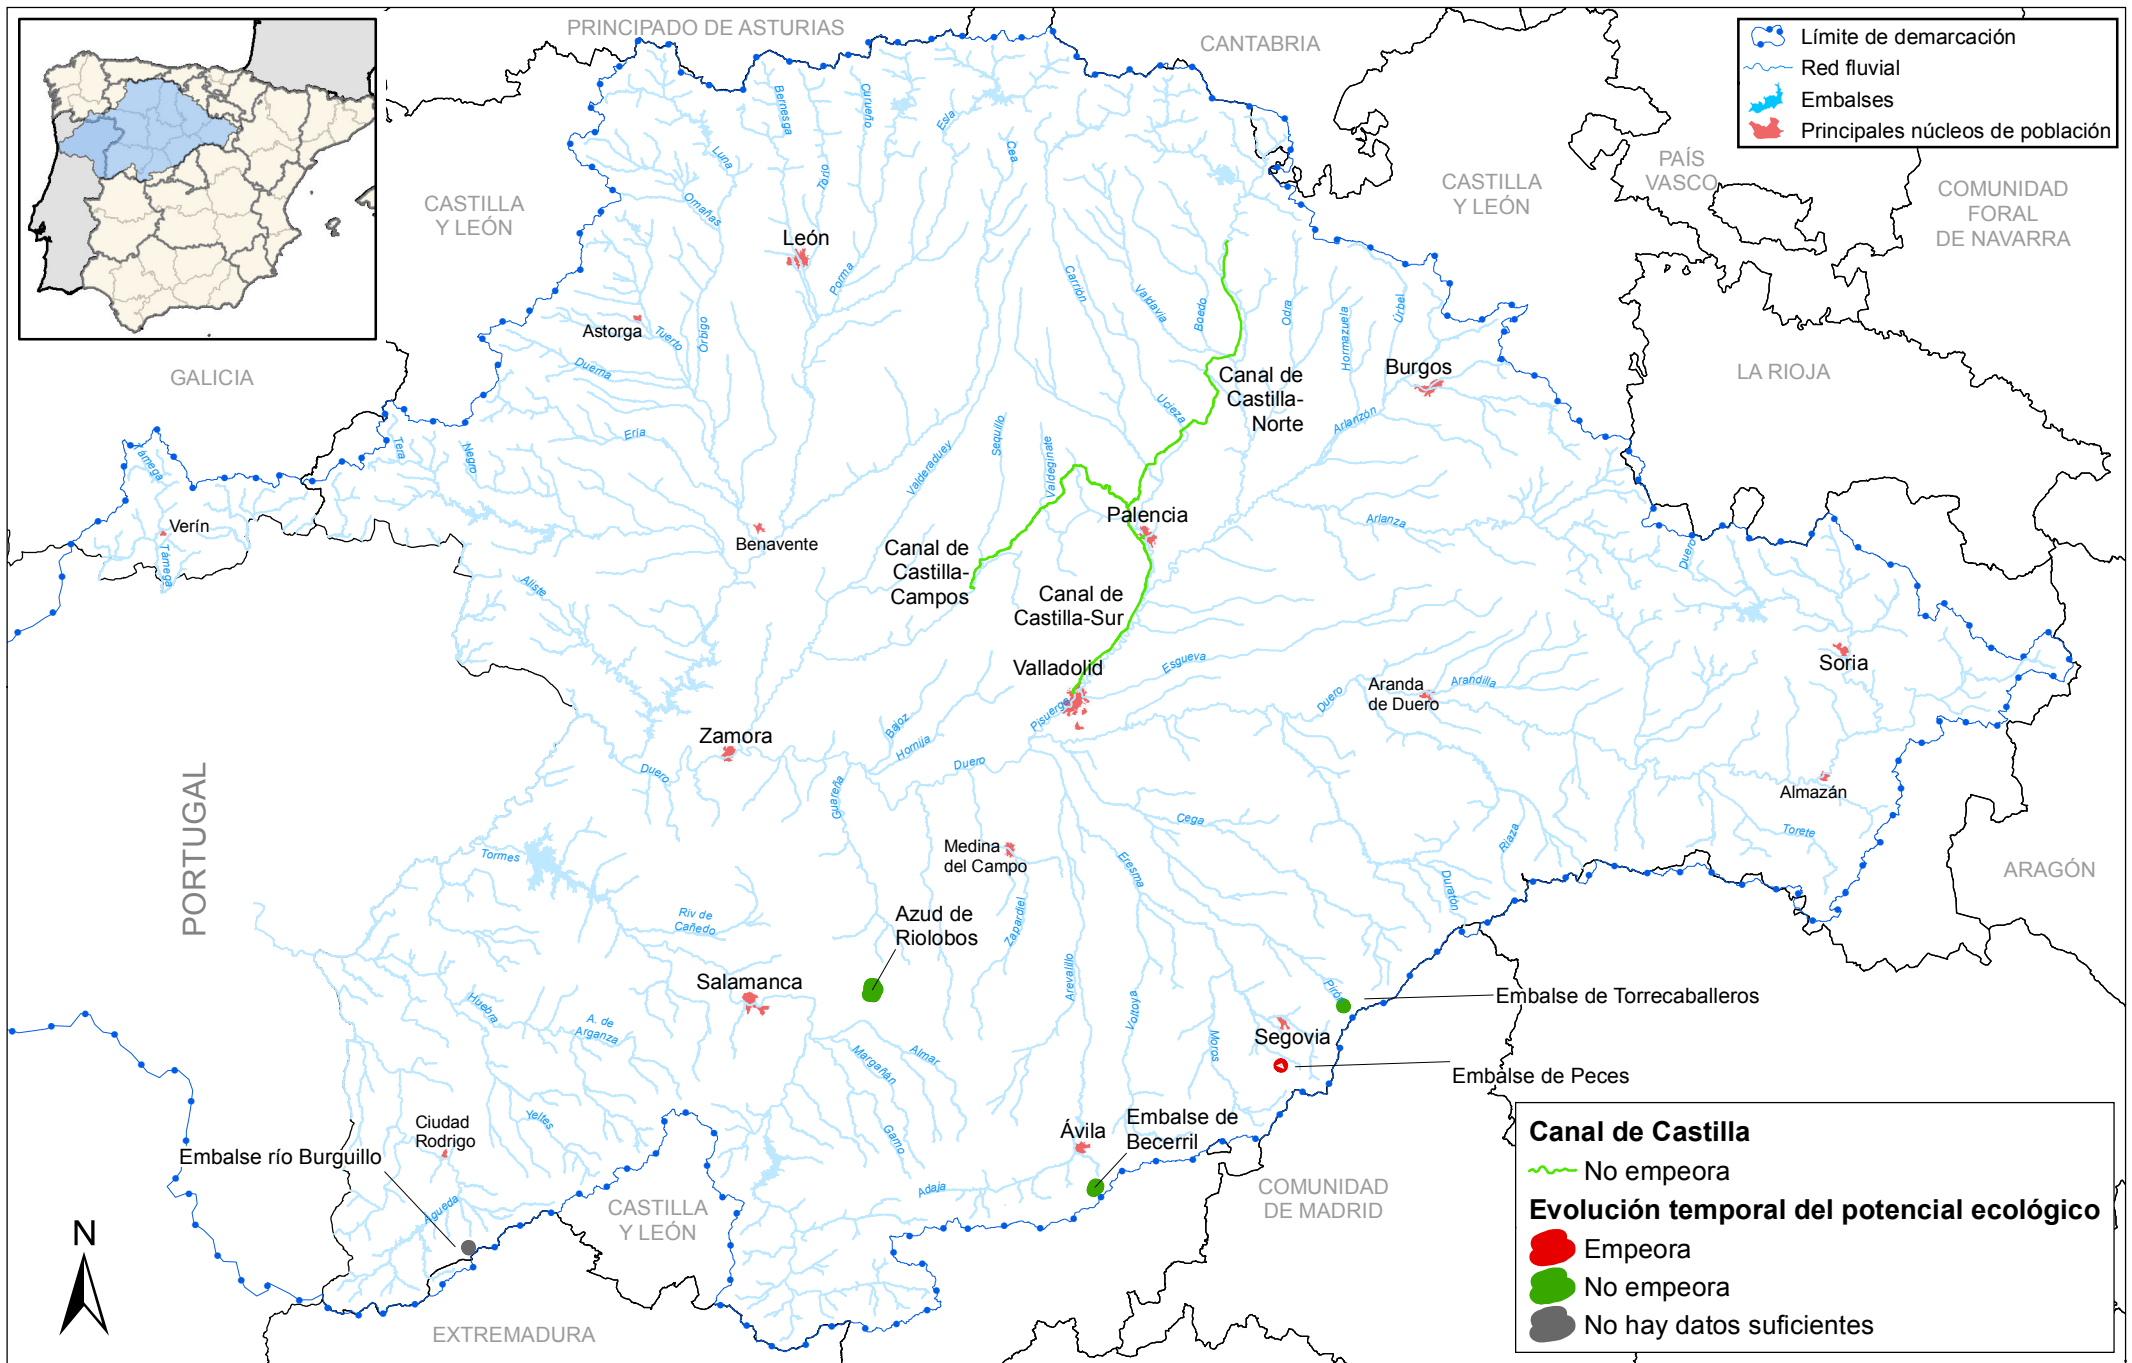 PRINCIPADO DE ASTURIAS
CANTABRIA
Límite de demarcación
Red fluvial
Embalses
Principales núcleos de población
PAÍS
VASCO
CASTILLA
Y LEÓN
COMUNIDAD
FORAL
DE NAVARRA
CASTILLA
Y LEÓN
Bernesga
Curueño
Esla
Luna
Torío
Cea
Omañas
León
Porma
Carrión
Valdavia
Boedo
Odra
Hormazuela
Úrbel
Astorga
Tuerto
Órbigo
Duerna
GALICIA
LA RIOJA
Canal de
Castilla-
Norte
Burgos
Ucieza
Arlanzón
Eria
Tera
Negro
Valderaduey
Sequillo
Valdeginate
Támega
Verín
Támega
Benavente
Palencia
Arlanza
Duero
Canal de
Castilla-
Campos
Aliste
Canal de
Castilla-Sur
Valladolid
Esgueva
Pisuerga
Duero
Aranda
de Duero
Arandilla
Soria
Zamora
Duero
Bajoz
Hornija
Duero
Guareña
Almazán
Torete
Cega
Riaza
PORTUGAL
Tormes
Medina
del Campo
Eresma
Duratón
ARAGÓN
Riv de
Cañedo
Azud de
Riolobos
Zapardiel
Salamanca
Arevalillo
Voltoya
Pirón
Embalse de Torrecaballeros
Huebra
A. de
Arganza
Margañán
Almar
Moros
Segovia
Embalse de Peces
Yeltes
Gamo
Ciudad
Rodrigo
Embalse río Burguillo
Águeda
Ávila
Embalse de
Becerril
Adaja
CASTILLA
Y LEÓN
COMUNIDAD
DE MADRID
EXTREMADURA
N
Canal de Castilla
No empeora
Evolución temporal del potencial ecológico
Empeora
No empeora
No hay datos suficientes